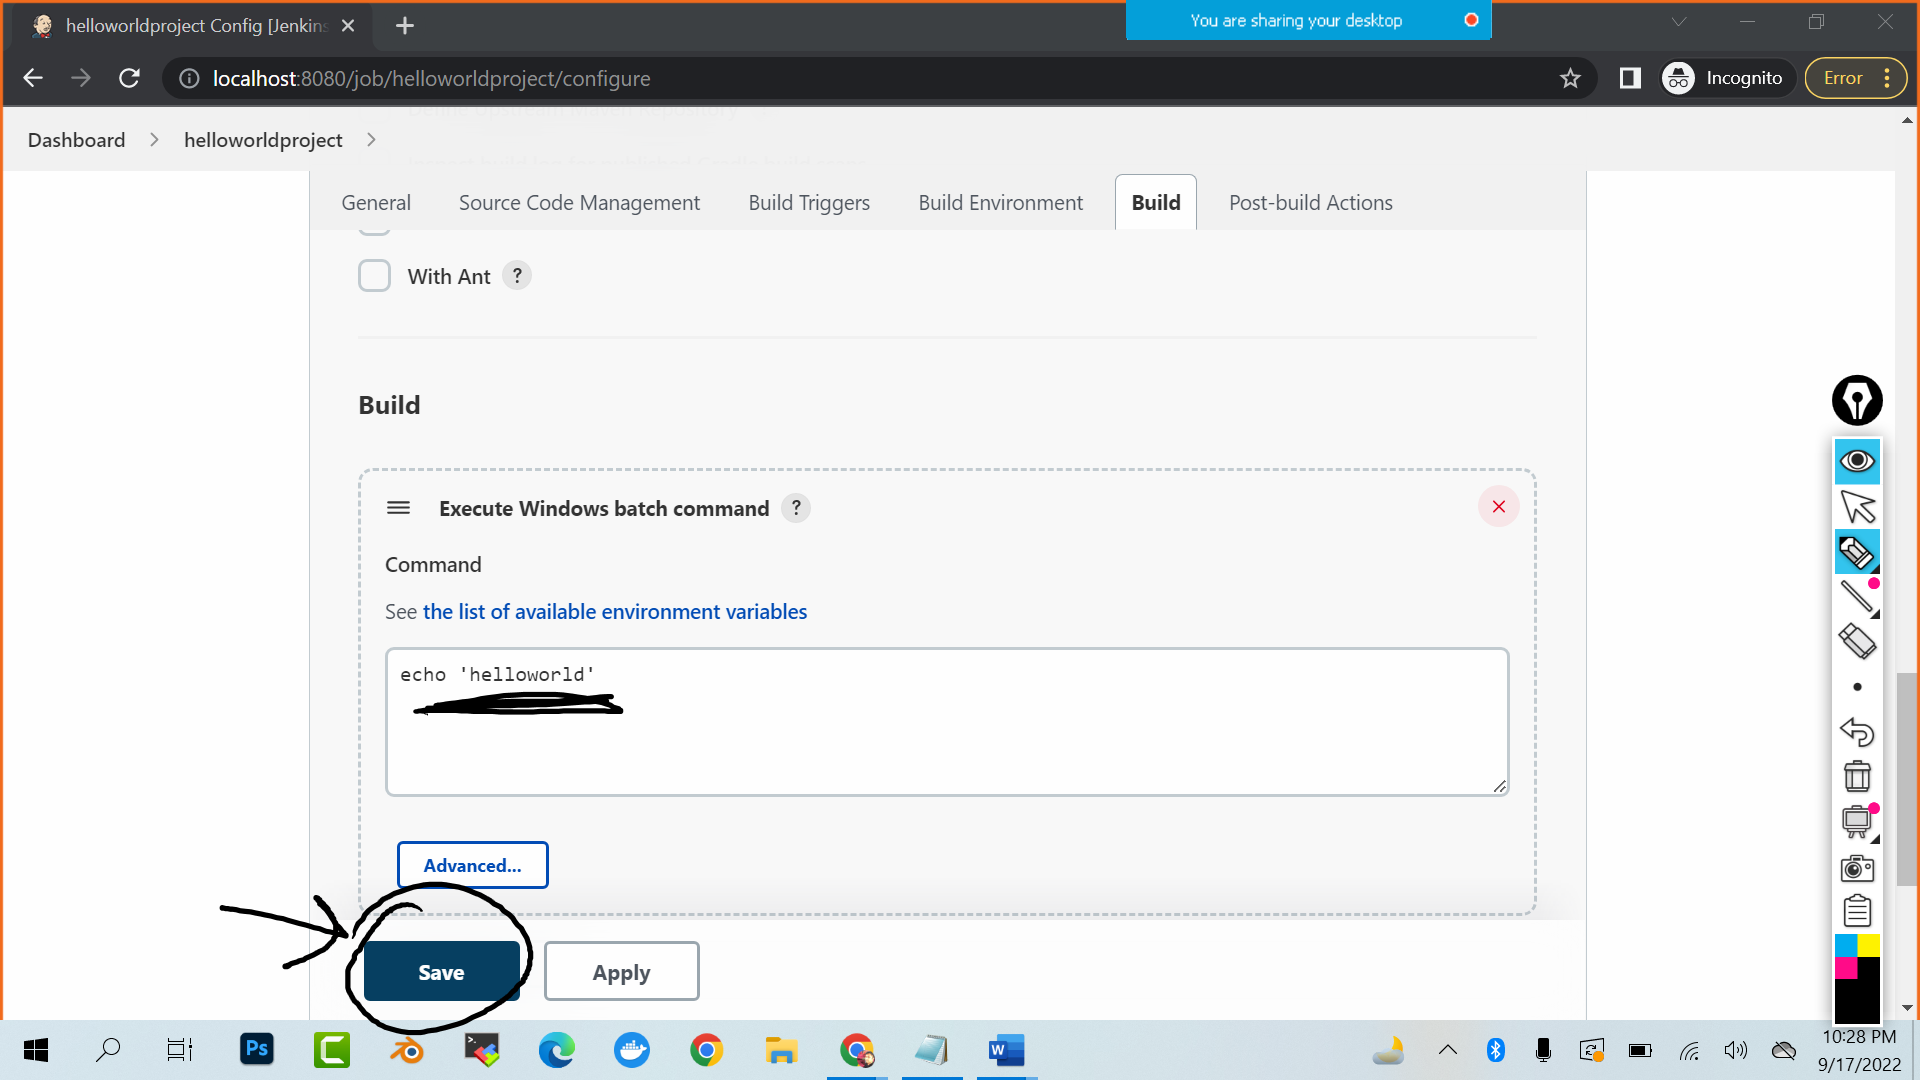 helloworldproject Config [Jenkins
You are sharing your desktop
localhost:8080/job/helloworldproject/configure
Incognito
Error
Dashboard
helloworldproject
General
Source Code Management
Build Triggers
Build Environment
Build
Post-build Actions
With Ant ?
Build
Execute Windows batch command ?
Command
See the list of available environment variables
echo 'helloworld'
Advanced...
Save
Apply
Ps
C
W
10:28 PM
9/17/2022